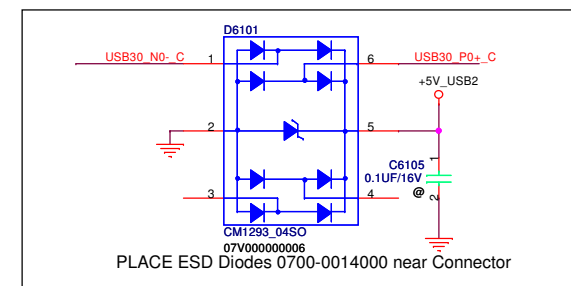 D6101
USB30_N0-_C
1
6
USB30_P0+_C
+5V_USB2
2
5
1
C6105
0.1UF/16V
@
2
3
4
CM1293_04SO
07V000000006
PLACE ESD Diodes 0700-0014000 near Connector